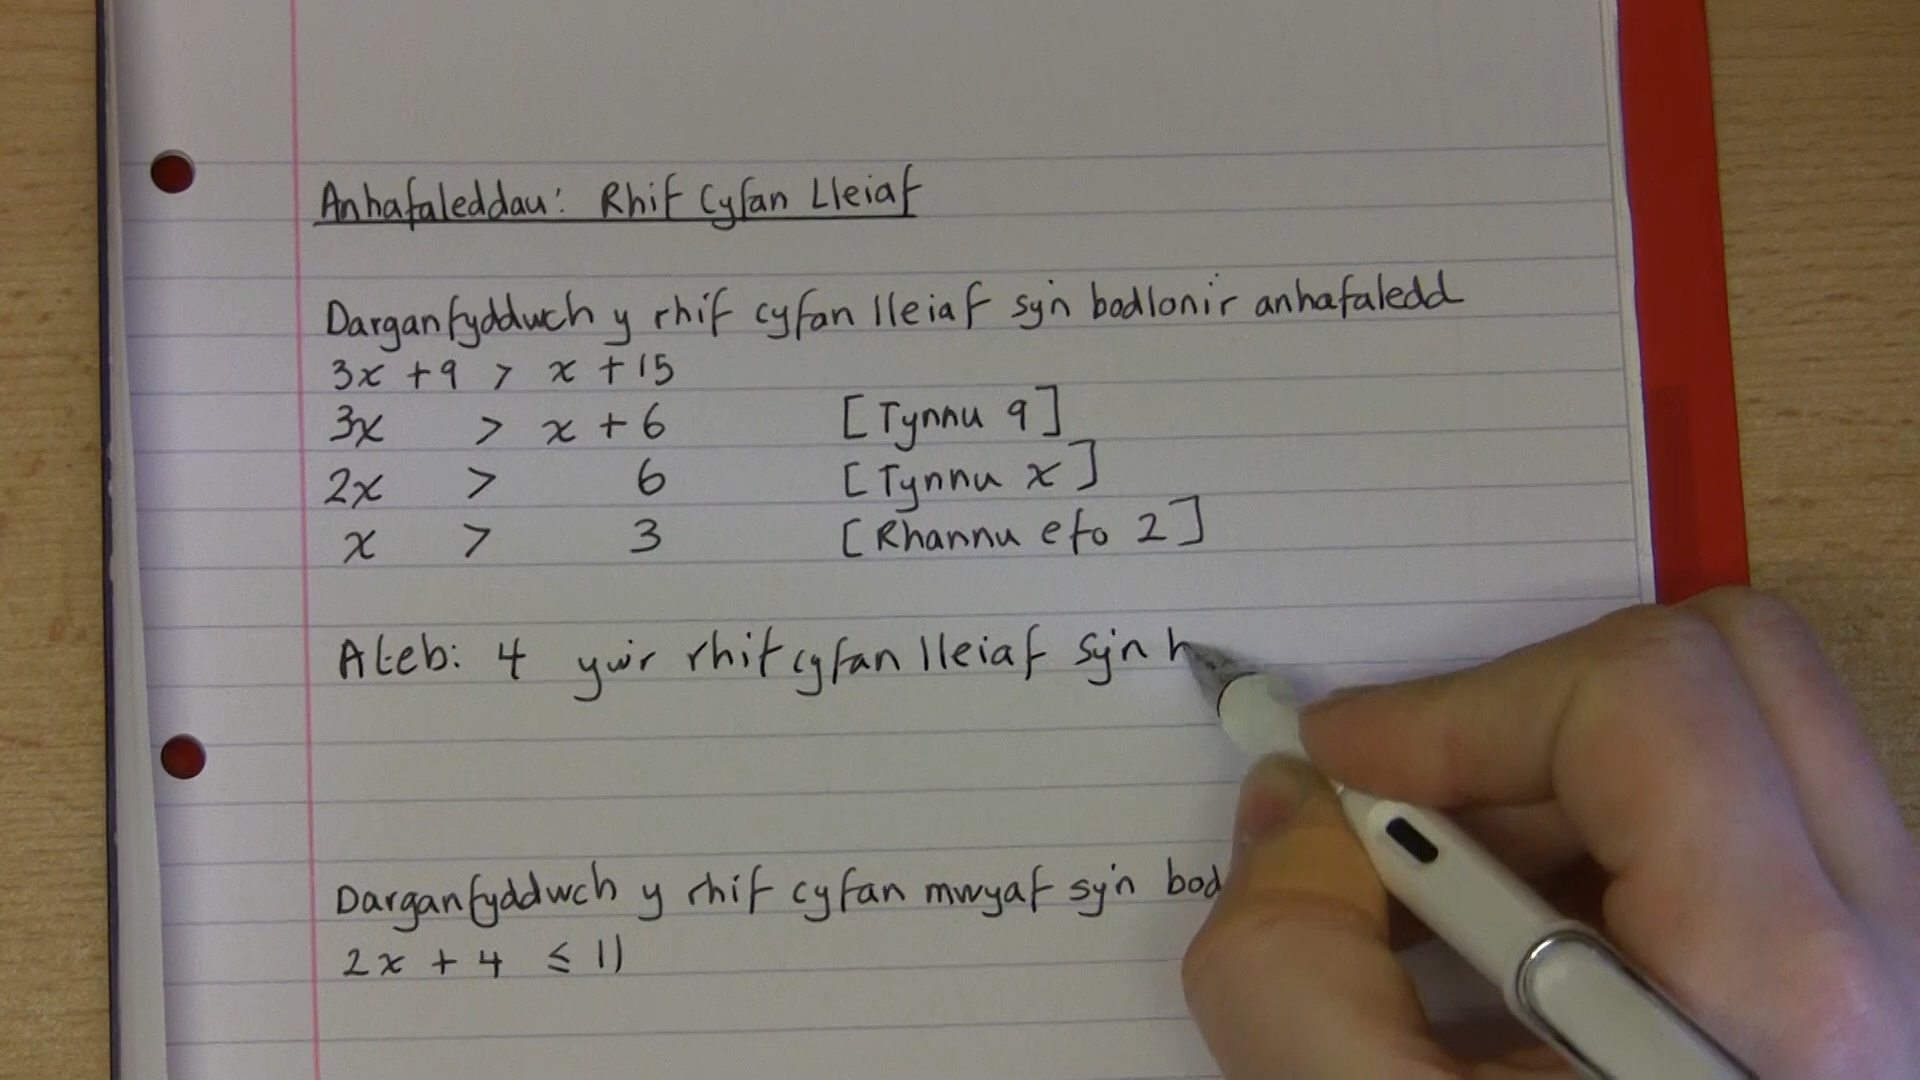 Anhafaleddau: Rhif Cyfan Lleiaf
Darganfyddwch y rhif cyfan lleiaf sy'n bodloni'r anhafaledd
3x + 9 > x + 15
3x > x + 6 [Tynnu 9]
2x > 6 [Tynnu x]
x > 3 [Rhannu efo 2]
Ateb: 4 yw'r rhif cyfan lleiaf sy'n
Darganfyddwch y rhif cyfan mwyaf sy'n bod
2x + 4 ≤ 11